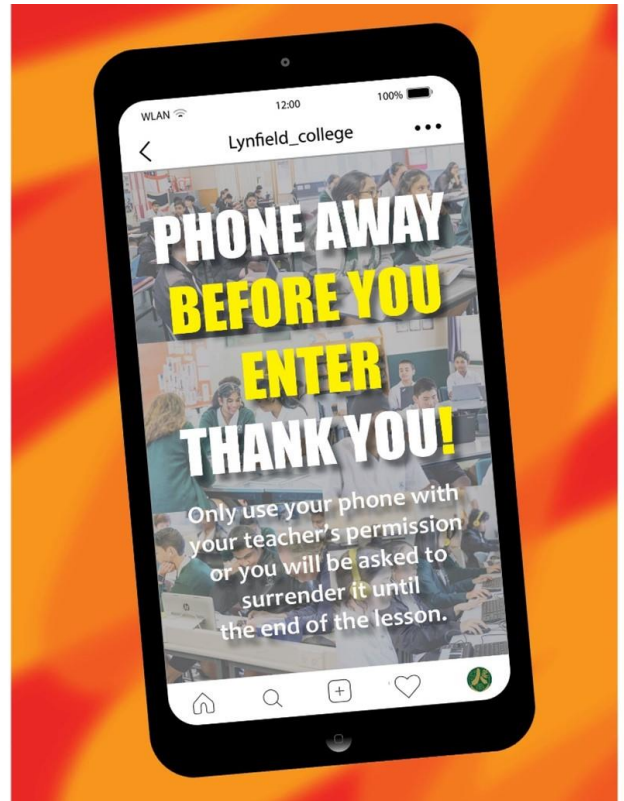 WLAN 12:00 100%
Lynfield_college
PHONE AWAY
BEFORE YOU
ENTER
THANK YOU!
Only use your phone with
your teacher's permission
or you will be asked to
surrender it until
the end of the lesson.